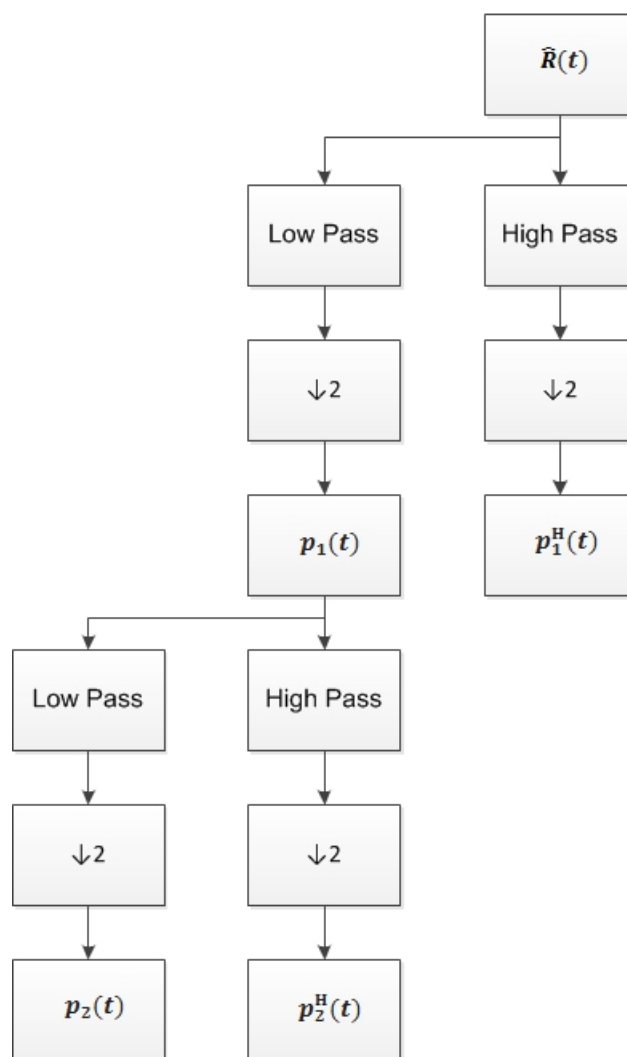 R̂(t)
Low Pass
High Pass
↓2
↓2
p₁(t)
p₁ᴴ(t)
Low Pass
High Pass
↓2
↓2
p₂(t)
p₂ᴴ(t)